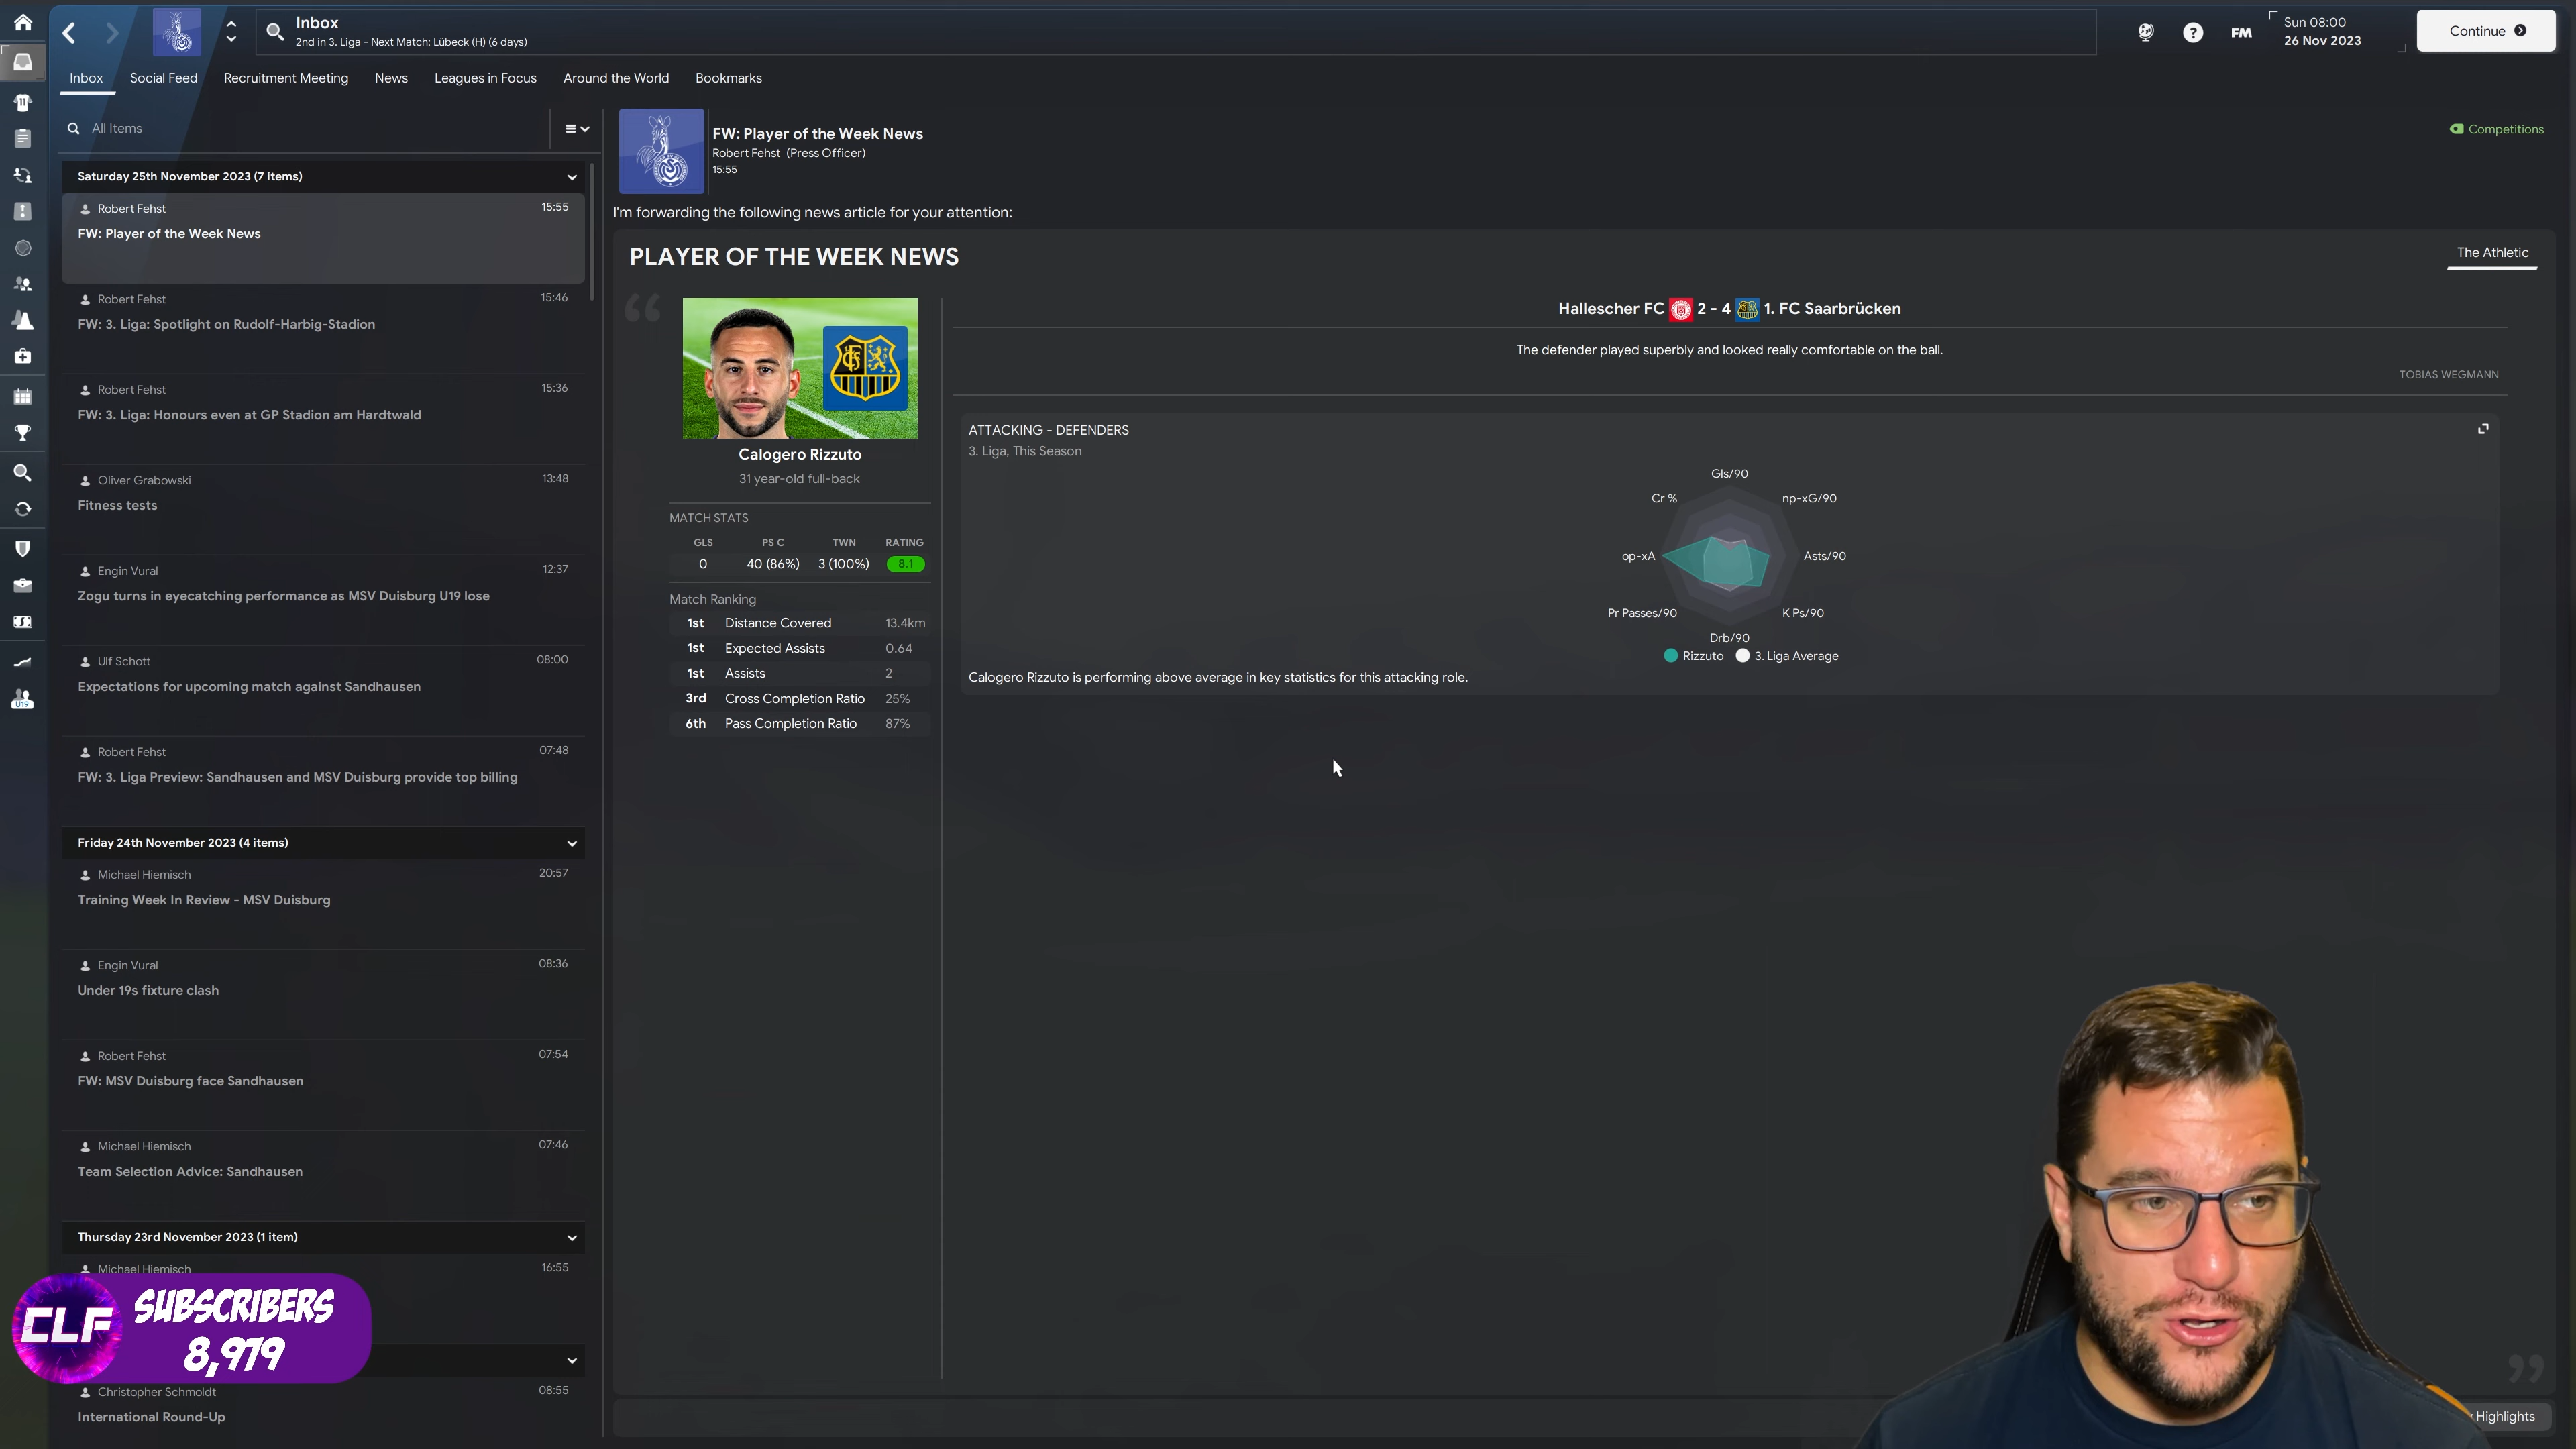 Inbox
2nd in 3. Liga - Next Match: Lübeck (H) (6 days)
FM
Sun 08:00
26 Nov 2023
Continue
Inbox
Social Feed
Recruitment Meeting
News
Leagues in Focus
Around the World
Bookmarks
All Items
Saturday 25th November 2023 (7 items)
Robert Fehst
15:55
FW: Player of the Week News
Robert Fehst
15:46
FW: 3. Liga: Spotlight on Rudolf-Harbig-Stadion
Robert Fehst
15:36
FW: 3. Liga: Honours even at GP Stadion am Hardtwald
Oliver Grabowski
13:48
Fitness tests
Engin Vural
12:37
Zogu turns in eyecatching performance as MSV Duisburg U19 lose
Ulf Schott
08:00
Expectations for upcoming match against Sandhausen
Robert Fehst
07:48
FW: 3. Liga Preview: Sandhausen and MSV Duisburg provide top billing
Friday 24th November 2023 (4 items)
Michael Hiemisch
20:57
Training Week In Review - MSV Duisburg
Engin Vural
08:36
Under 19s fixture clash
Robert Fehst
07:54
FW: MSV Duisburg face Sandhausen
Michael Hiemisch
07:46
Team Selection Advice: Sandhausen
Thursday 23rd November 2023 (1 item)
Michael Hiemisch
16:55
CLF
SUBSCRIBERS
8,979
Christopher Schmoldt
08:55
International Round-Up
U19
FW: Player of the Week News
Robert Fehst (Press Officer)
15:55
Competitions
I'm forwarding the following news article for your attention:
PLAYER OF THE WEEK NEWS
The Athletic
Calogero Rizzuto
31 year-old full-back
MATCH STATS
GLS PS C TWN RATING
0 40 (86%) 3 (100%) 8.1
Match Ranking
1st Distance Covered 13.4km
1st Expected Assists 0.64
1st Assists 2
3rd Cross Completion Ratio 25%
6th Pass Completion Ratio 87%
Hallescher FC 2 - 4 1. FC Saarbrücken
The defender played superbly and looked really comfortable on the ball.
TOBIAS WEGMANN
ATTACKING - DEFENDERS
3. Liga, This Season
Gls/90
Cr %
np-xG/90
op-xA
Asts/90
Pr Passes/90
K Ps/90
Drb/90
Rizzuto
3. Liga Average
Calogero Rizzuto is performing above average in key statistics for this attacking role.
Highlights